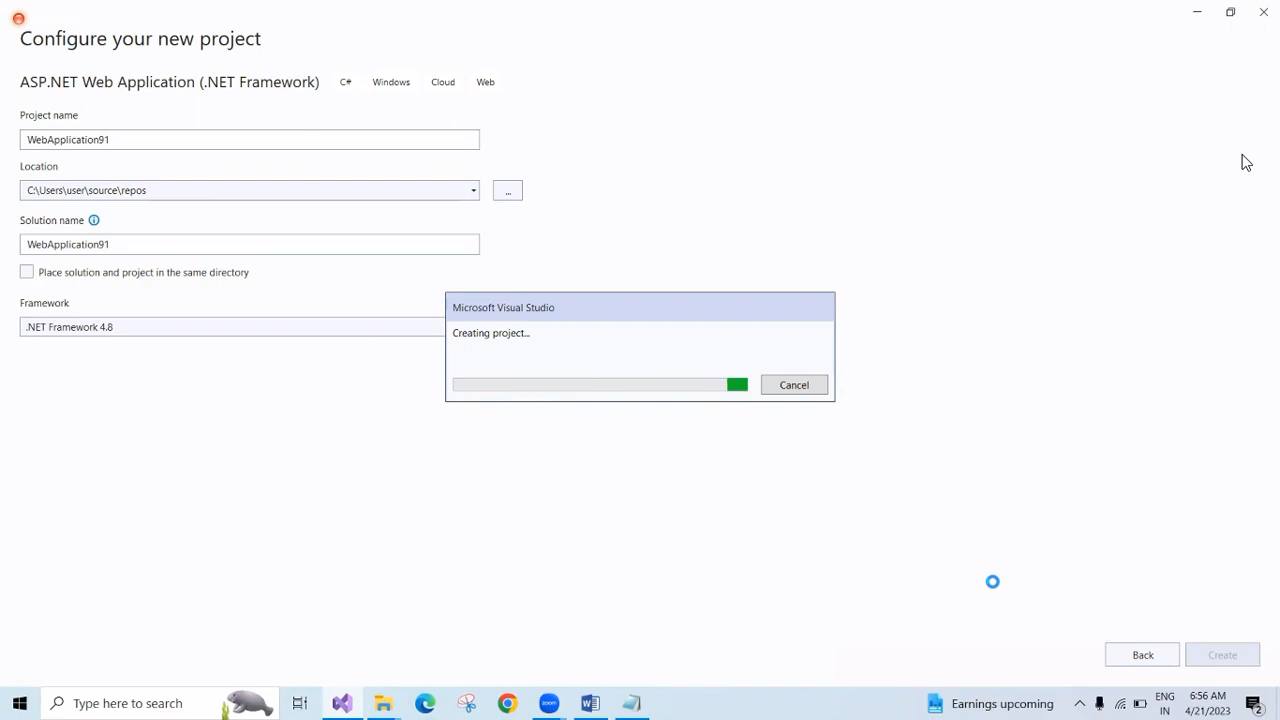 Configure your new project
ASP.NET Web Application (.NET Framework) C# Windows Cloud Web
Project name
WebApplication91
Location
C:\Users\user\source\repos
...
Solution name
WebApplication91
Place solution and project in the same directory
Framework
.NET Framework 4.8
Microsoft Visual Studio
Creating project...
Cancel
Back Create
Type here to search
zoom
Earnings upcoming
ENG
IN
6:56 AM
4/21/2023
2